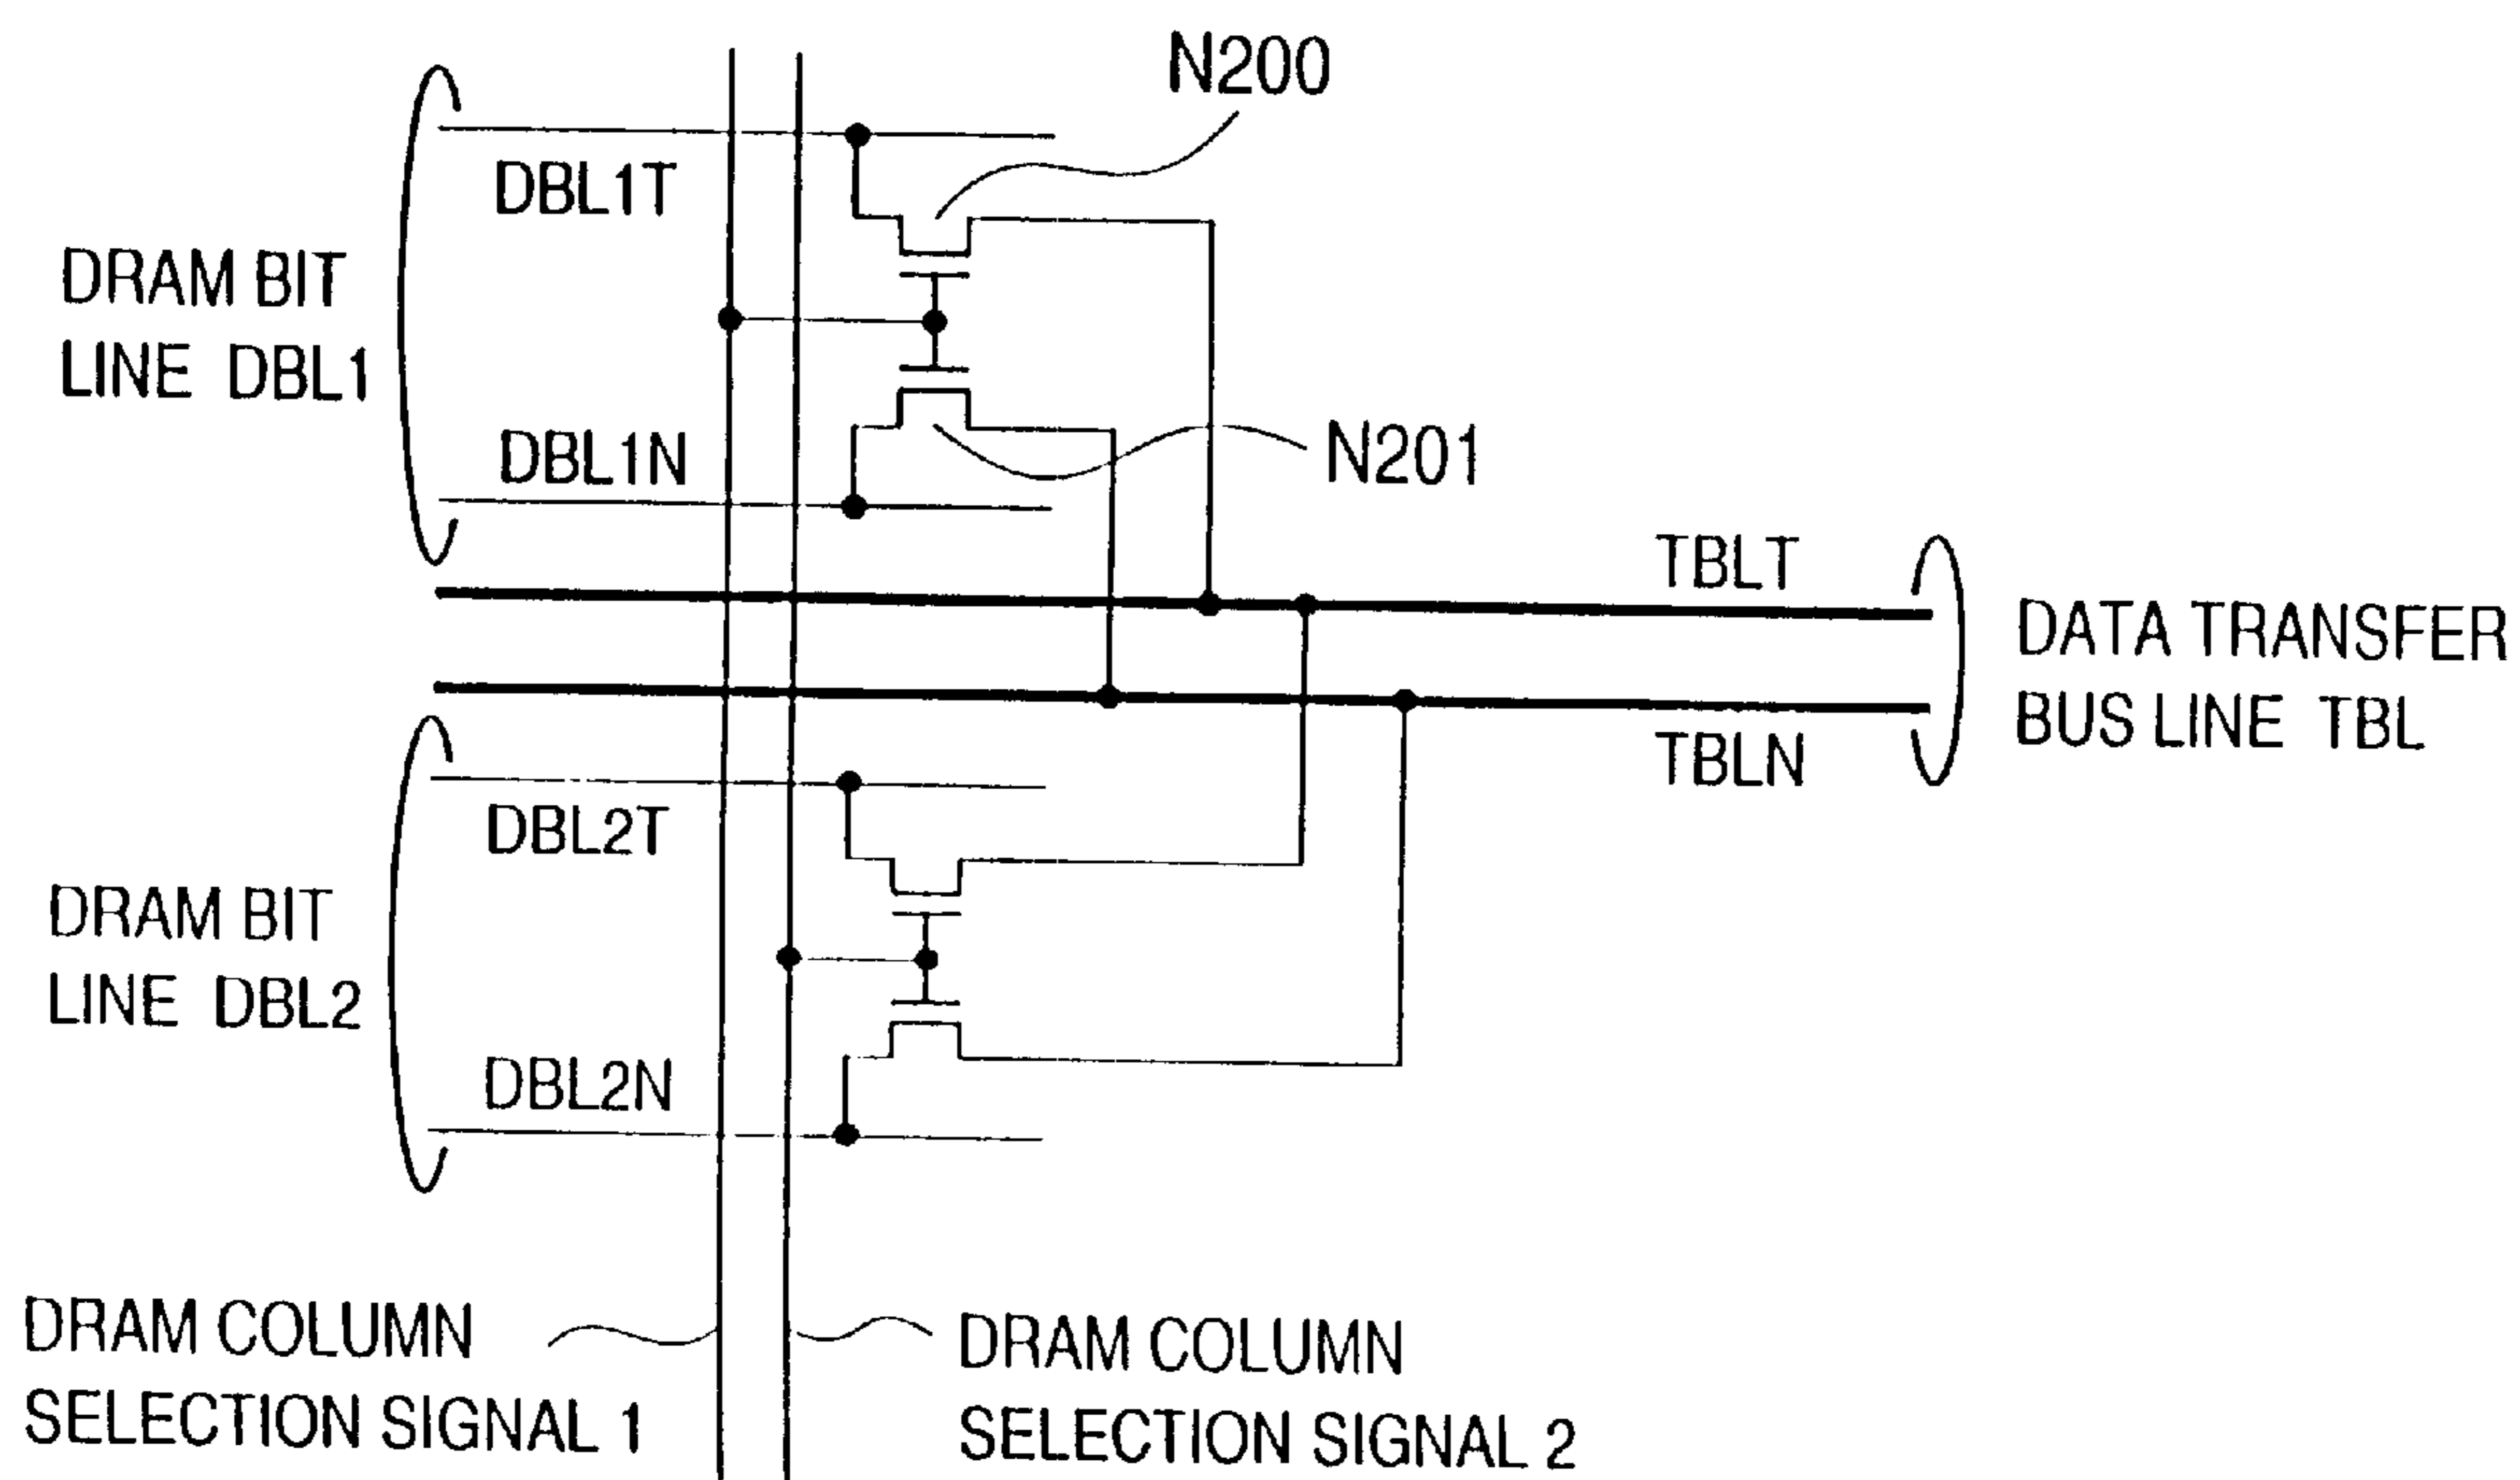 N200
DBL1T
DRAM BIT
LINE DBL1
DBL1N
N201
TBLT
DATA TRANSFER
BUS LINE TBL
TBLN
DBL2T
DRAM BIT
LINE DBL2
DBL2N
DRAM COLUMN
SELECTION SIGNAL 1
DRAM COLUMN
SELECTION SIGNAL 2